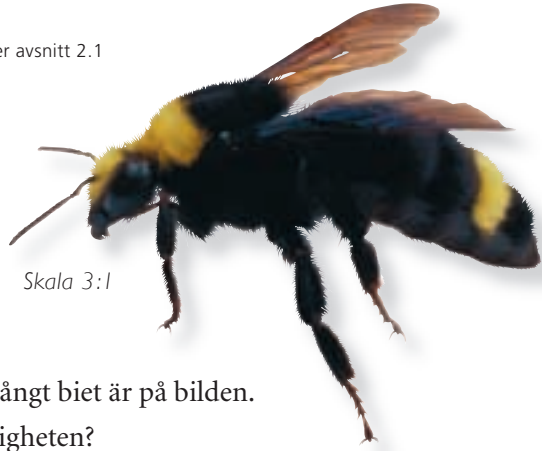 er avsnitt 2.1
Skala 3:1
ångt biet är på bilden.
igheten?